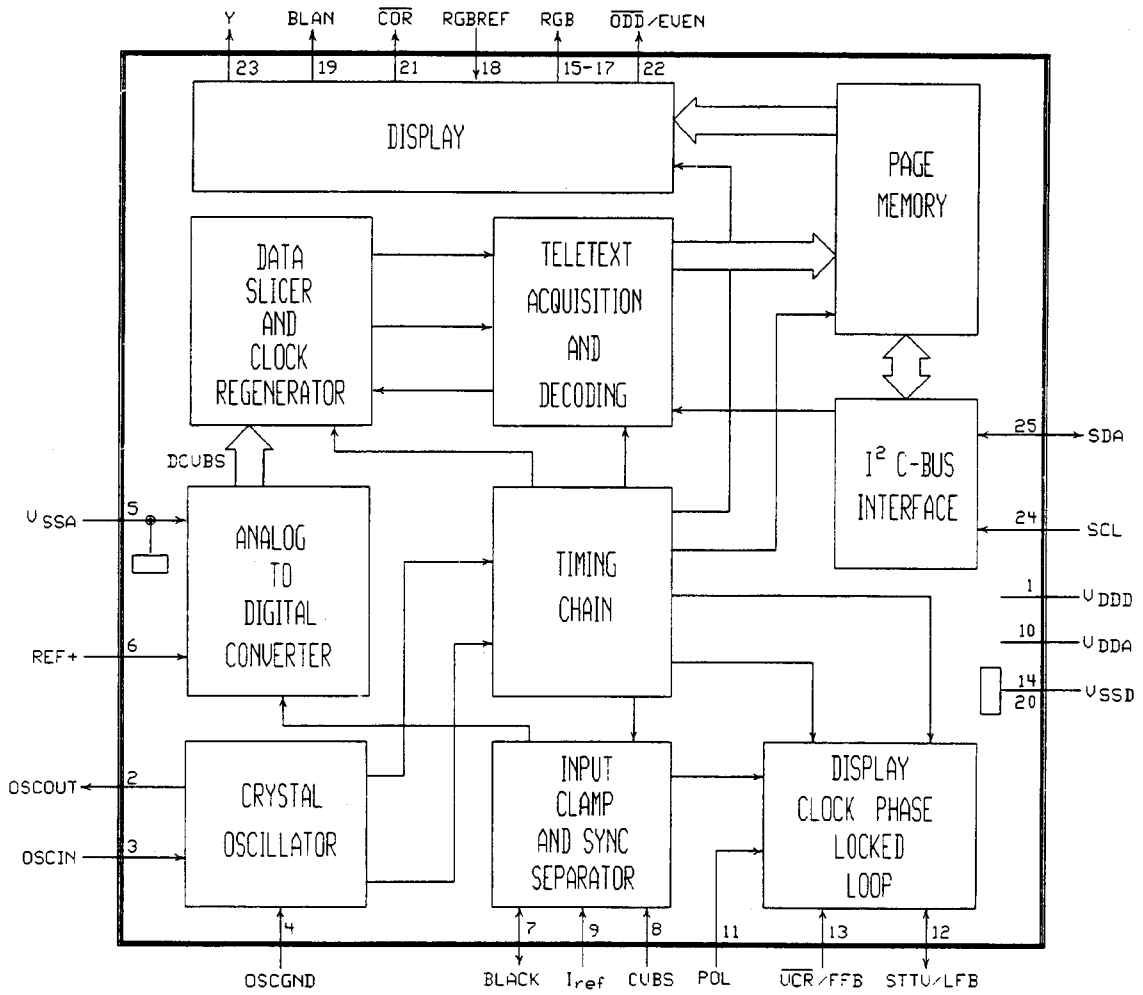 Y BLAN COR RGBREF RGB ODD/EVEN
23 19 21 18 15-17 22
DISPLAY
PAGE
MEMORY
DATA
SLICER
AND
CLOCK
REGENERATOR
TELETEXT
ACQUISITION
AND
DECODING
I² C-BUS
INTERFACE
25 SDA
24 SCL
DCVBS
VSSA 5
ANALOG
TO
DIGITAL
CONVERTER
REF+ 6
TIMING
CHAIN
1 VDDD
10 VDDA
14 VSSD
20
OSCOUT 2
OSCIN 3
CRYSTAL
OSCILLATOR
INPUT
CLAMP
AND SYNC
SEPARATOR
DISPLAY
CLOCK PHASE
LOCKED
LOOP
4 7 9 8 11 13 12
OSCGND BLACK Iref CVBS POL VCR/FFB STTV/LFB